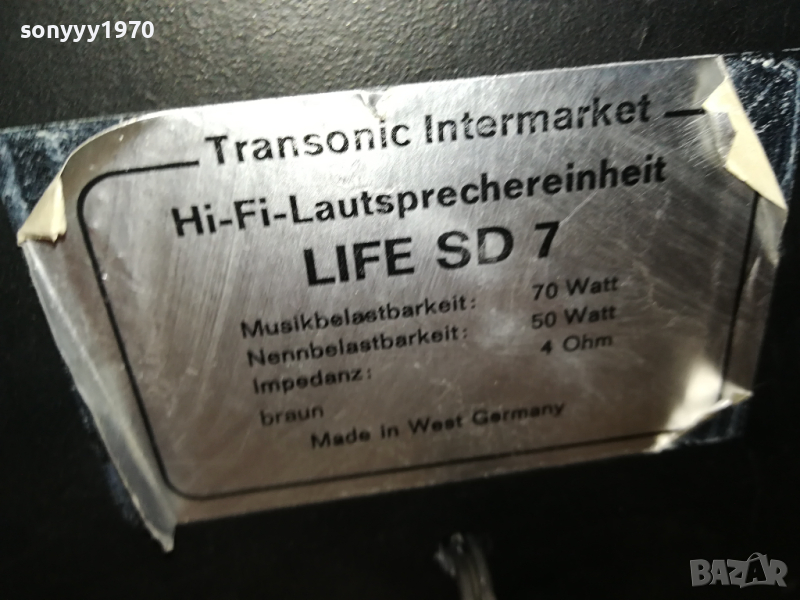 sonyyy1970
Transonic Intermarket
Hi-Fi-Lautsprechereinheit
LIFE SD 7
Musikbelastbarkeit: 70 Watt
Nennbelastbarkeit: 50 Watt
Impedanz: 4 Ohm
braun
Made in West Germany
BAZAR